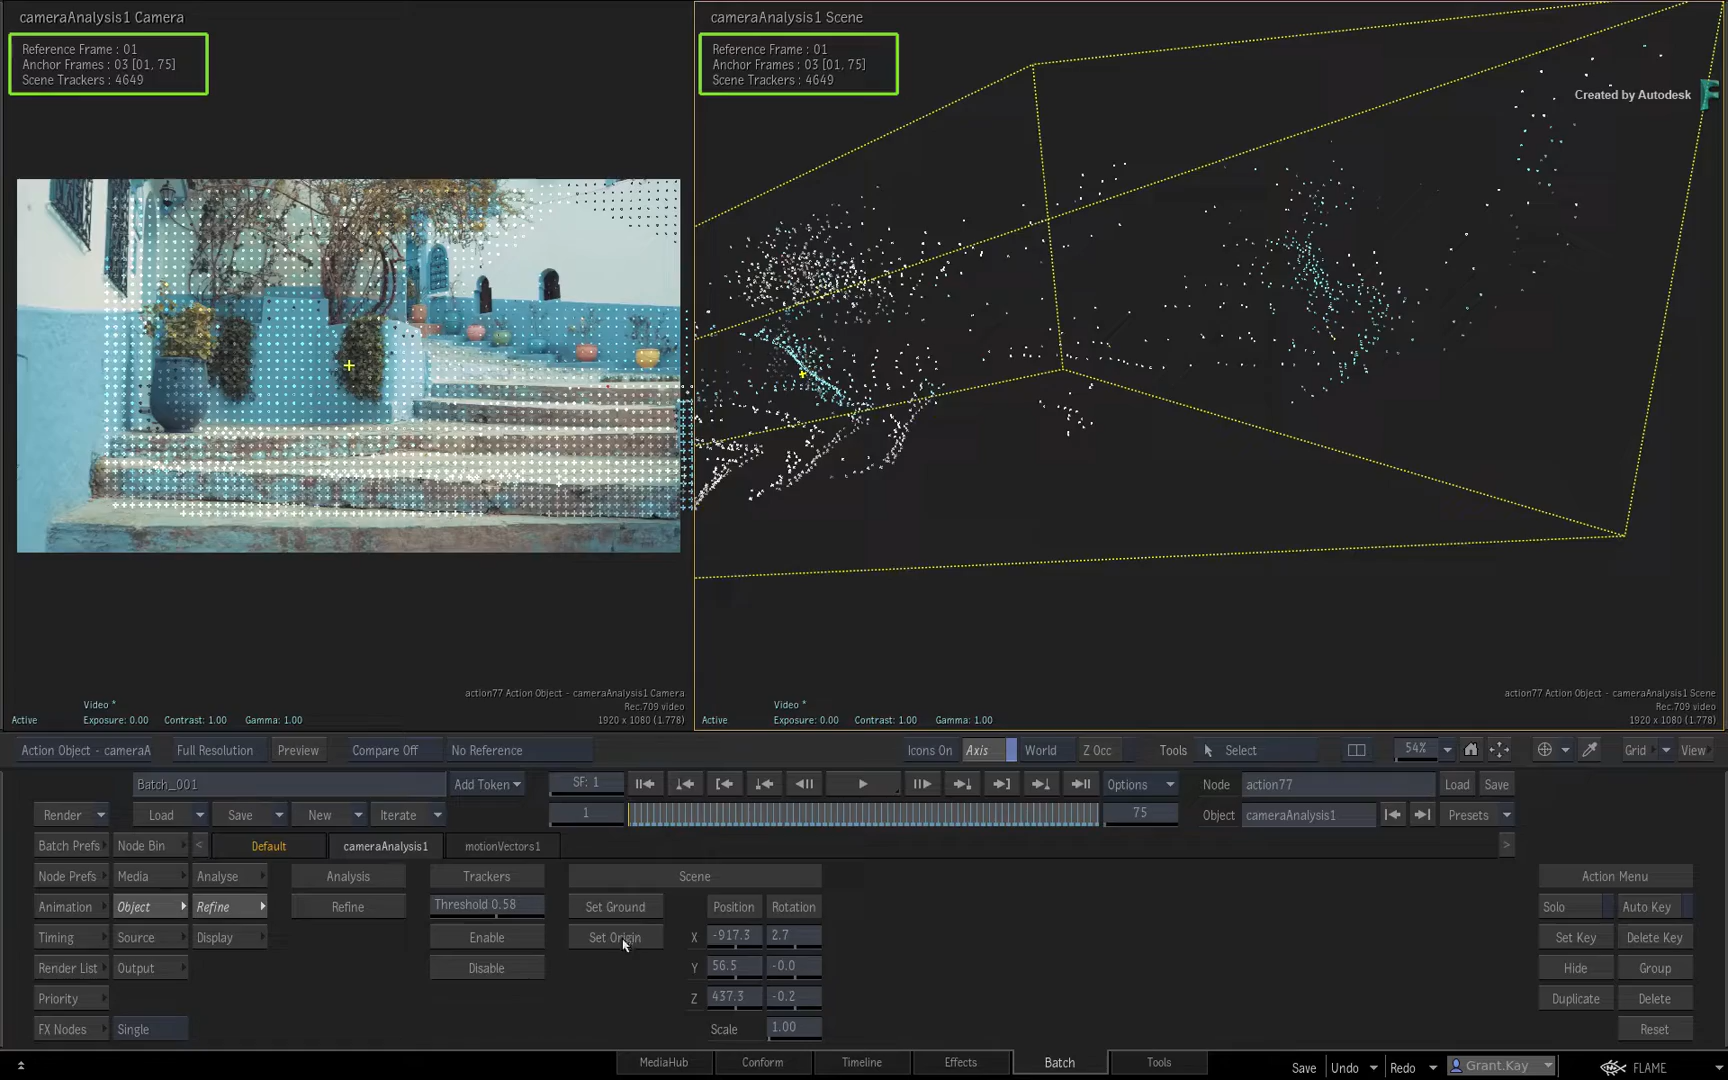 cameraAnalysis1 Camera
Reference Frame : 01
Anchor Frames : 03 [01, 75]
Scene Trackers : 4649
cameraAnalysis1 Scene
Reference Frame : 01
Anchor Frames : 03 [01, 75]
Scene Trackers : 4649
Created by Autodesk
action77 Action Object - cameraAnalysis1 Camera
Video *
Rec.709 video
Active Exposure: 0.00 Contrast: 1.00 Gamma: 1.00 1920 x 1080 (1.778)
action77 Action Object - cameraAnalysis1 Scene
Video *
Rec.709 video
Active Exposure: 0.00 Contrast: 1.00 Gamma: 1.00 1920 x 1080 (1.778)
Action Object - cameraA Full Resolution Preview Compare Off No Reference Icons On Axis World Z Occ Tools Select 54% Grid View
Batch_001 Add Token SF: 1 Options Node action77 Load Save
Render Load Save New Iterate 1 75 Object cameraAnalysis1 Presets
Batch Prefs Node Bin < Default cameraAnalysis1 motionVectors1 >
Node Prefs Media Analyse Analysis Trackers Scene Action Menu
Animation Object Refine Refine Threshold 0.58 Set Ground Position Rotation Solo Auto Key
Timing Source Display Enable Set Origin X -917.3 2.7 Set Key Delete Key
Render List Output Disable Y 56.5 -0.0 Hide Group
Priority Z 437.3 -0.2 Duplicate Delete
FX Nodes Single Scale 1.00 Reset
MediaHub Conform Timeline Effects Batch Tools Save Undo Redo Grant.Kay FLAME